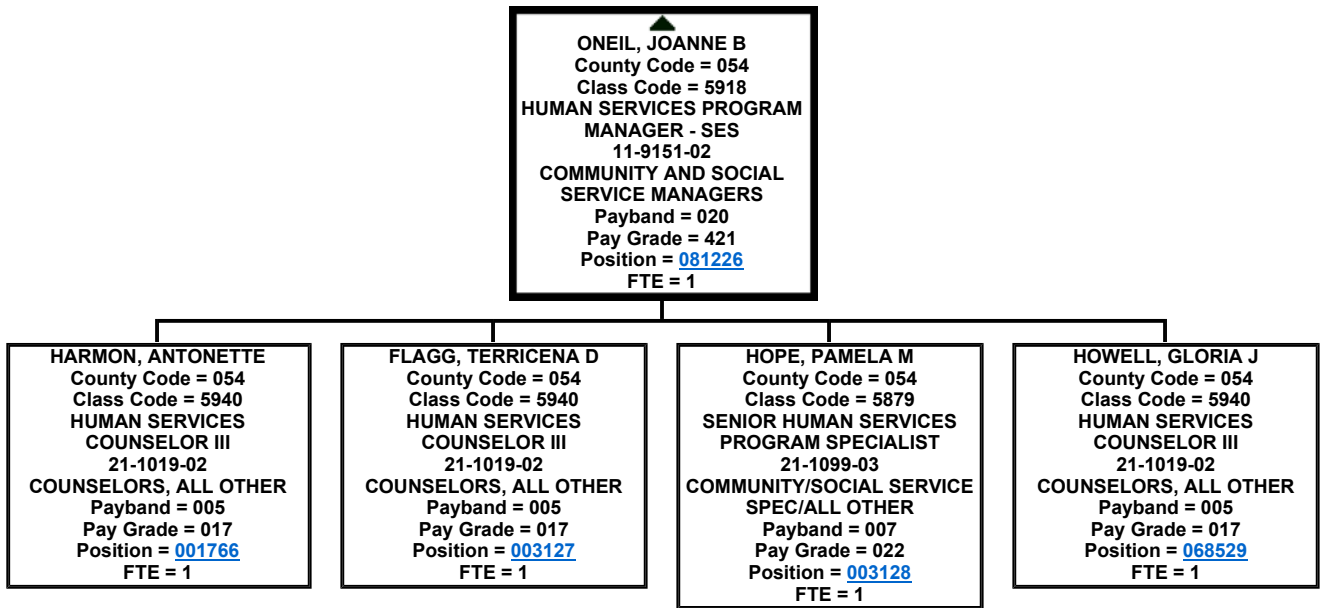 ONEIL, JOANNE B
County Code = 054
Class Code = 5918
HUMAN SERVICES PROGRAM
MANAGER - SES
11-9151-02
COMMUNITY AND SOCIAL
SERVICE MANAGERS
Payband = 020
Pay Grade = 421
Position = 081226
FTE = 1
HARMON, ANTONETTE
County Code = 054
Class Code = 5940
HUMAN SERVICES
COUNSELOR III
21-1019-02
COUNSELORS, ALL OTHER
Payband = 005
Pay Grade = 017
Position = 001766
FTE = 1
FLAGG, TERRICENA D
County Code = 054
Class Code = 5940
HUMAN SERVICES
COUNSELOR III
21-1019-02
COUNSELORS, ALL OTHER
Payband = 005
Pay Grade = 017
Position = 003127
FTE = 1
HOPE, PAMELA M
County Code = 054
Class Code = 5879
SENIOR HUMAN SERVICES
PROGRAM SPECIALIST
21-1099-03
COMMUNITY/SOCIAL SERVICE
SPEC/ALL OTHER
Payband = 007
Pay Grade = 022
Position = 003128
FTE = 1
HOWELL, GLORIA J
County Code = 054
Class Code = 5940
HUMAN SERVICES
COUNSELOR III
21-1019-02
COUNSELORS, ALL OTHER
Payband = 005
Pay Grade = 017
Position = 068529
FTE = 1